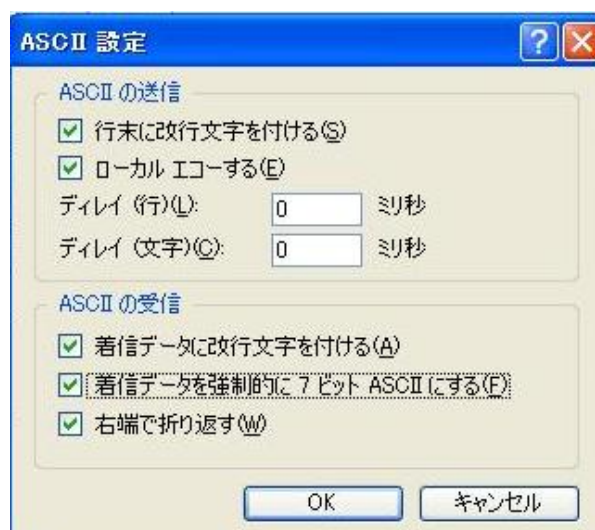 ASCII 設定
ASCII の送信
行末に改行文字を付ける(S)
ローカル エコーする(E)
ディレイ (行)(L): 0 ミリ秒
ディレイ (文字)(C): 0 ミリ秒
ASCII の受信
着信データに改行文字を付ける(A)
着信データを強制的に 7 ビット ASCII にする(F)
右端で折り返す(W)
OK キャンセル